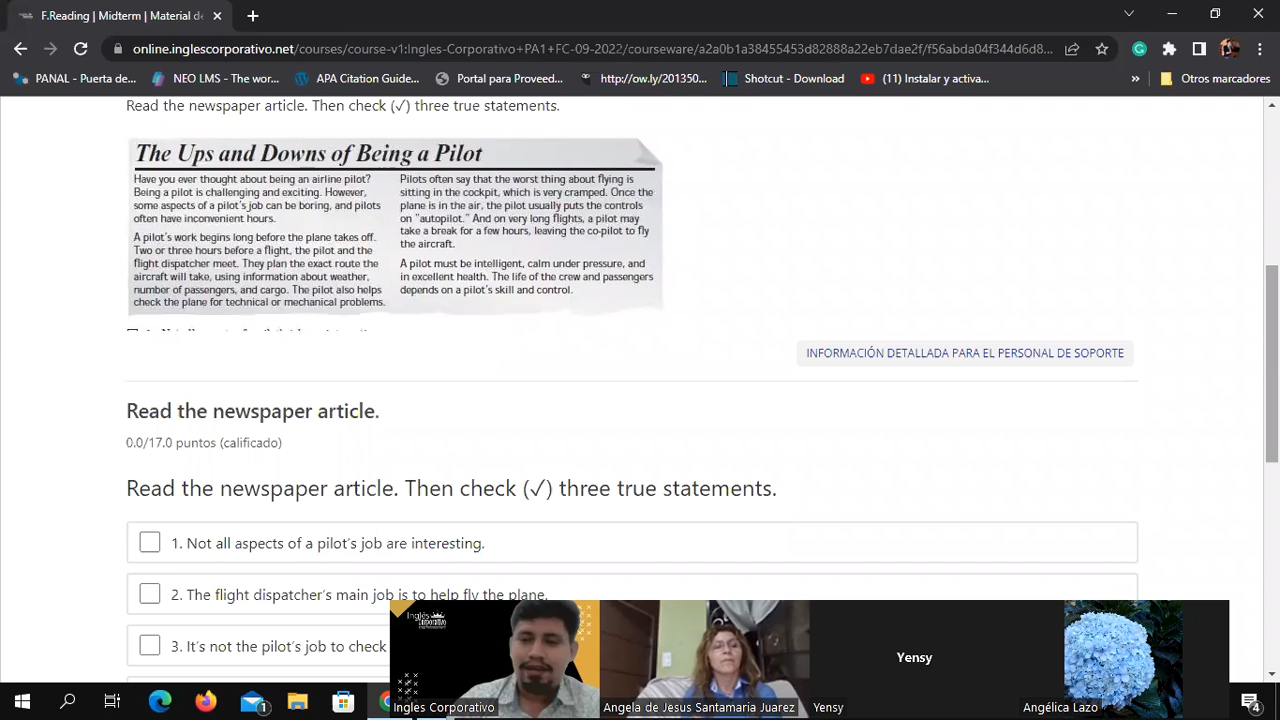 F.Reading | Midterm | Material de
online.inglescorporativo.net/courses/course-v1:Ingles-Corporativo+PA1+FC-09-2022/courseware/a2a0b1a38455453d82888a22eb7dae2f/f56abda04f344d6d8...
PANAL - Puerta de... NEO LMS - The wor... APA Citation Guide... Portal para Proveed... http://ow.ly/201350... Shotcut - Download (11) Instalar y activa... » Otros marcadores
Read the newspaper article. Then check (✓) three true statements.
The Ups and Downs of Being a Pilot
Have you ever thought about being an airline pilot?
Being a pilot is challenging and exciting. However,
some aspects of a pilot's job can be boring, and pilots
often have inconvenient hours.
A pilot's work begins long before the plane takes off.
Two or three hours before a flight, the pilot and the
flight dispatcher meet. They plan the exact route the
aircraft will take, using information about weather,
number of passengers, and cargo. The pilot also helps
check the plane for technical or mechanical problems.
Pilots often say that the worst thing about flying is
sitting in the cockpit, which is very cramped. Once the
plane is in the air, the pilot usually puts the controls
on "autopilot." And on very long flights, a pilot may
take a break for a few hours, leaving the co-pilot to fly
the aircraft.
A pilot must be intelligent, calm under pressure, and
in excellent health. The life of the crew and passengers
depends on a pilot's skill and control.
INFORMACIÓN DETALLADA PARA EL PERSONAL DE SOPORTE
Read the newspaper article.
0.0/17.0 puntos (calificado)
Read the newspaper article. Then check (✓) three true statements.
1. Not all aspects of a pilot's job are interesting.
2. The flight dispatcher's main job is to help fly the plane.
3. It's not the pilot's job to check
Inglés
Corporativo
Yensy
Ingles Corporativo
Angela de Jesus Santamaria Juarez
Yensy
Angélica Lazo
1
4